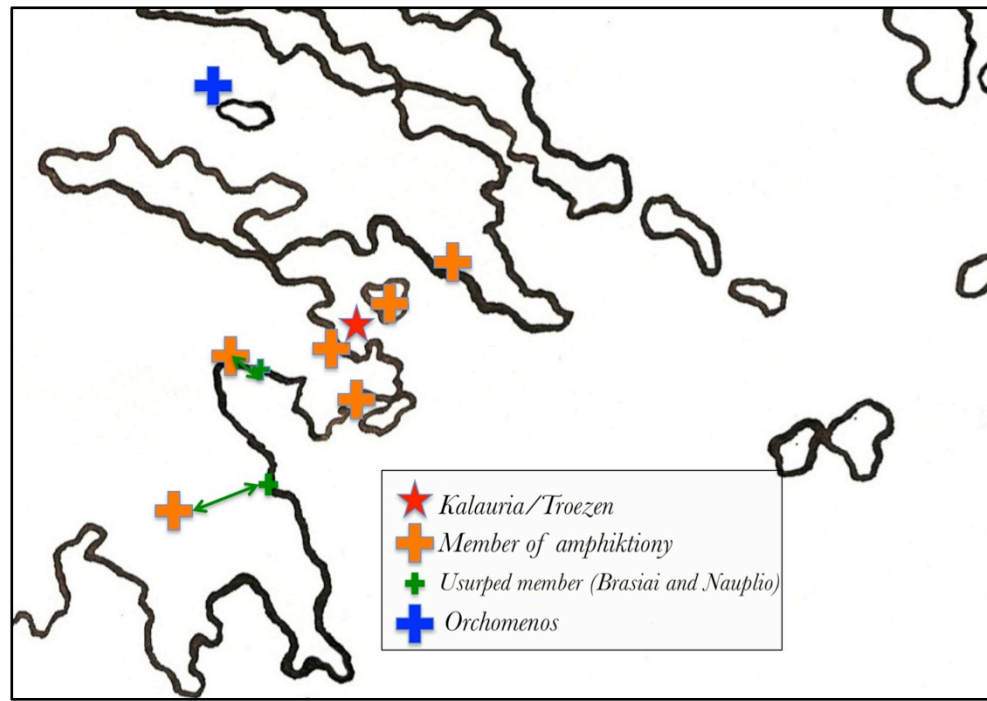 Kalauria/Troezen
Member of amphiktiony
Usurped member (Brasiai and Nauplio)
Orchomenos